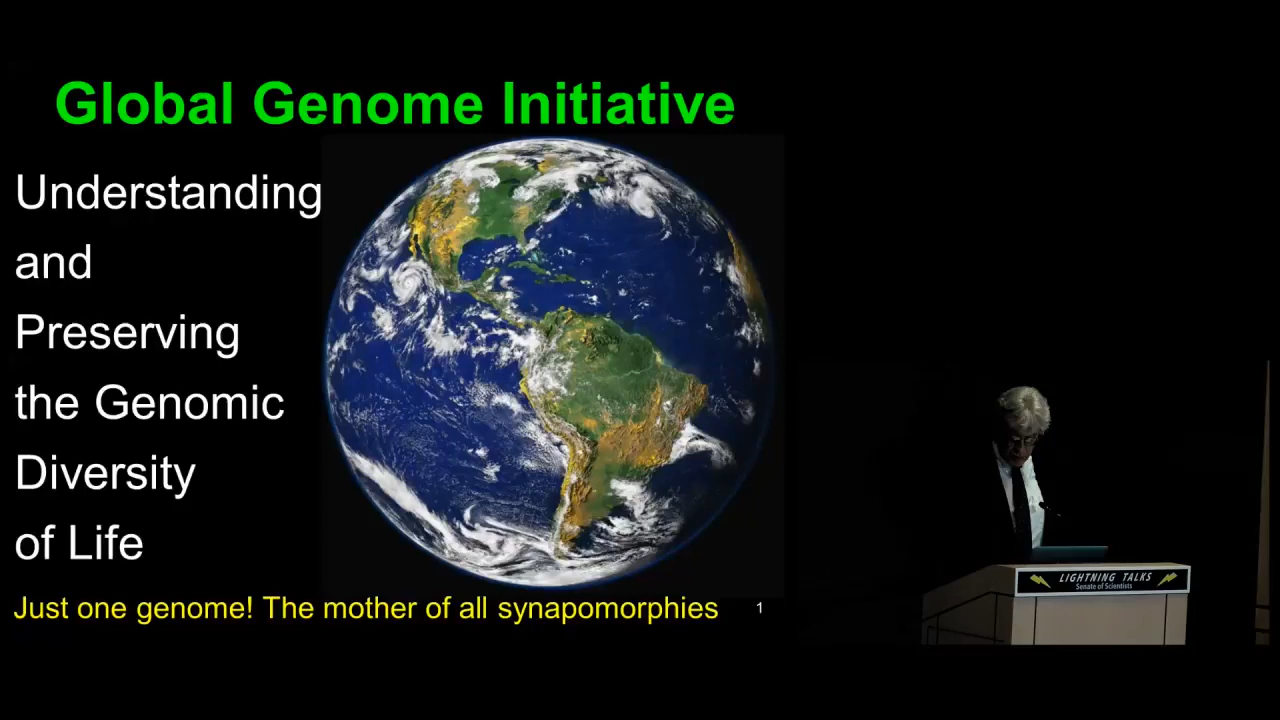 Global Genome Initiative
Understanding
and
Preserving
the Genomic
Diversity
of Life
Just one genome! The mother of all synapomorphies
1
LIGHTNING TALKS
Senate of Scientists